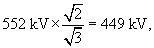 552 kV × √2/√3 = 449 kV,